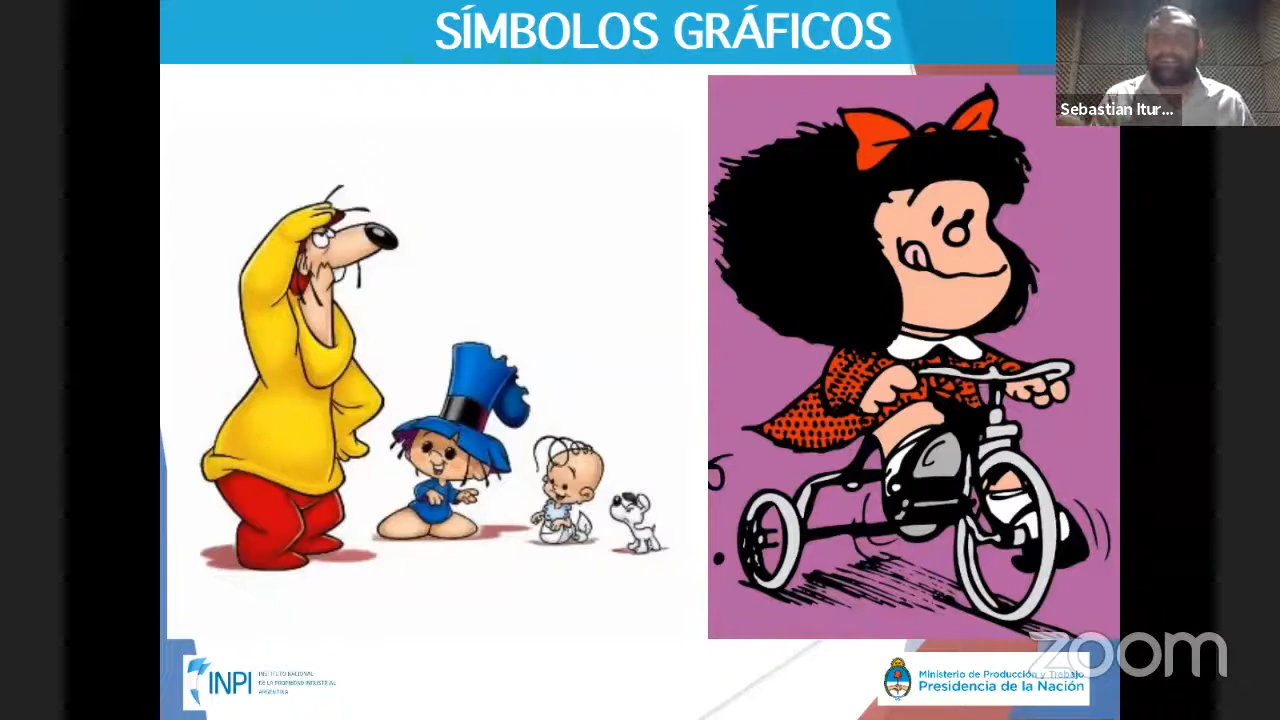 SÍMBOLOS GRÁFICOS
Sebastian Itur...
INPI
INSTITUTO NACIONAL
DE LA PROPIEDAD INDUSTRIAL
ARGENTINA
Ministerio de Producción y Trabajo
Presidencia de la Nación
zoom